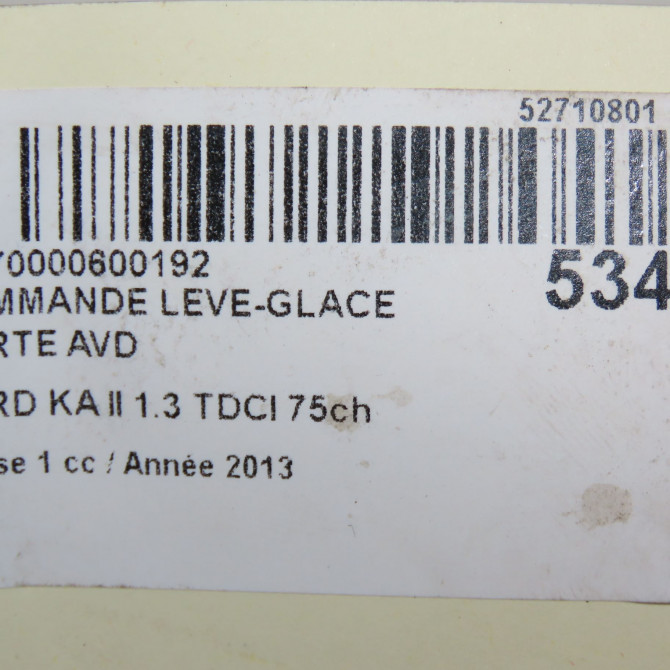 52710801
70000600192
534
MMANDE LEVE-GLACE
RTE AVD
RD KA II 1.3 TDCI 75ch
se 1 cc / Année 2013